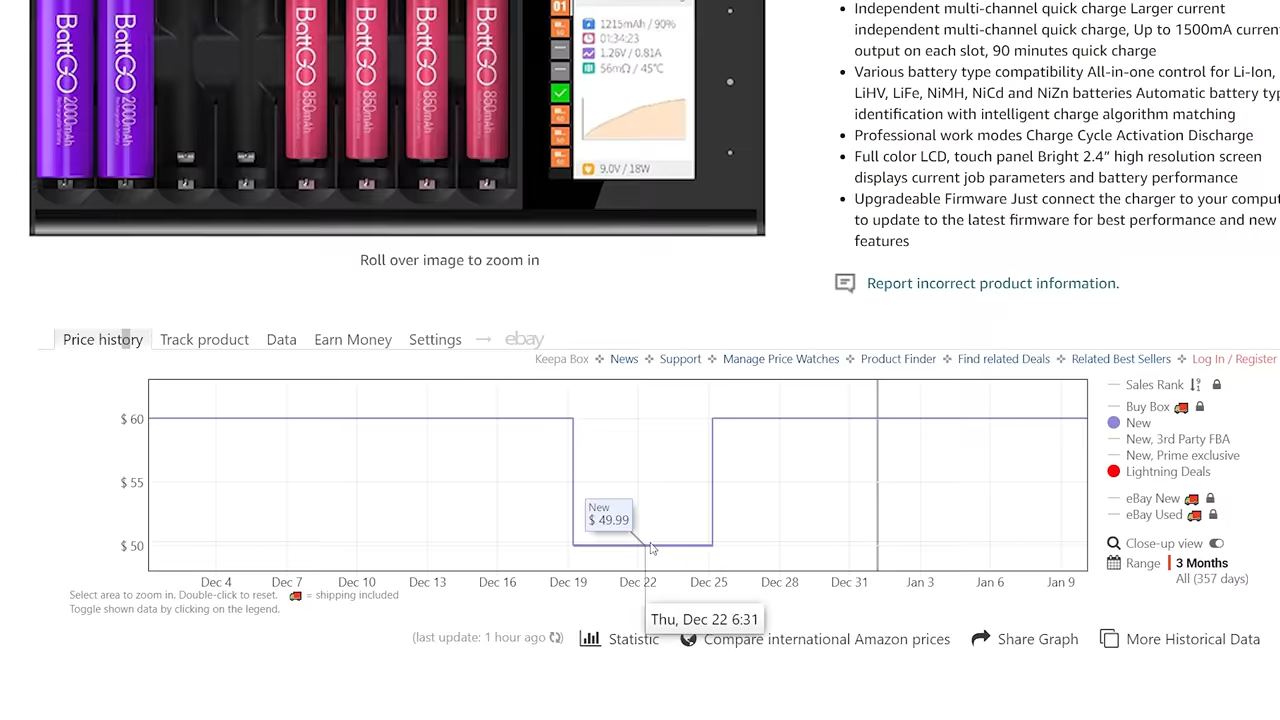 BattGO 2000mAh
BattGO 2000mAh
BattGO 850mAh
BattGO 850mAh
BattGO 850mAh
BattGO 850mAh
01
1215mAh / 90%
01:34:23
1.26V / 0.81A
56mΩ / 45°C
9.0V / 18W
Roll over image to zoom in
Independent multi-channel quick charge Larger current
independent multi-channel quick charge, Up to 1500mA curren
output on each slot, 90 minutes quick charge
Various battery type compatibility All-in-one control for Li-Ion,
LiHV, LiFe, NiMH, NiCd and NiZn batteries Automatic battery typ
identification with intelligent charge algorithm matching
Professional work modes Charge Cycle Activation Discharge
Full color LCD, touch panel Bright 2.4” high resolution screen
displays current job parameters and battery performance
Upgradeable Firmware Just connect the charger to your comput
to update to the latest firmware for best performance and new
features
Report incorrect product information.
Price history Track product Data Earn Money Settings → ebay
Keepa Box ✜ News ✜ Support ✜ Manage Price Watches ✜ Product Finder ✜ Find related Deals ✜ Related Best Sellers ✜ Log In / Register
$ 60
$ 55
$ 50
New
$ 49.99
Dec 4 Dec 7 Dec 10 Dec 13 Dec 16 Dec 19 Dec 22 Dec 25 Dec 28 Dec 31 Jan 3 Jan 6 Jan 9
Thu, Dec 22 6:31
Sales Rank
Buy Box
New
New, 3rd Party FBA
New, Prime exclusive
Lightning Deals
eBay New
eBay Used
Close-up view
Range 3 Months
All (357 days)
Select area to zoom in. Double-click to reset. = shipping included
Toggle shown data by clicking on the legend.
(last update: 1 hour ago) Statistic Compare international Amazon prices Share Graph More Historical Data